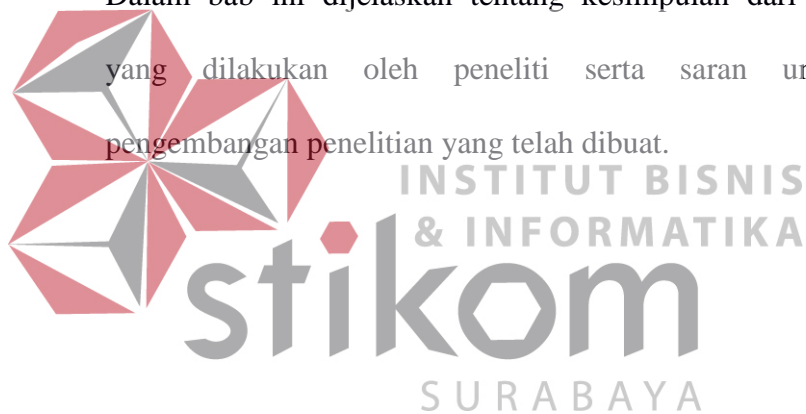 Dalam bab ini dijelaskan tentang kesimpulan dari
yang dilakukan oleh peneliti serta saran
pengembangan penelitian yang telah dibuat.
INSTITUT BISNIS
& INFORMATIKA
stikom
SURABAYA